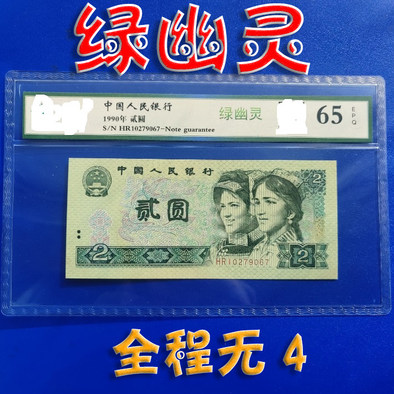 绿幽灵
中国人民银行
1990年 贰圆
S/N HR10279067-Note guarantee
绿幽灵
65
EPQ
中国人民银行
贰圆
2
2
2
HR10279067
全程无 4